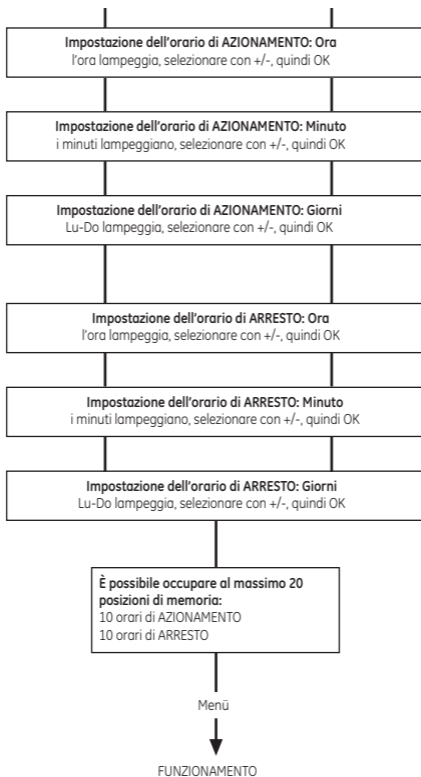 Impostazione dell'orario di AZIONAMENTO: Ora
l'ora lampeggia, selezionare con +/-, quindi OK
Impostazione dell'orario di AZIONAMENTO: Minuto
i minuti lampeggiano, selezionare con +/-, quindi OK
Impostazione dell'orario di AZIONAMENTO: Giorni
Lu-Do lampeggia, selezionare con +/-, quindi OK
Impostazione dell'orario di ARRESTO: Ora
l'ora lampeggia, selezionare con +/-, quindi OK
Impostazione dell'orario di ARRESTO: Minuto
i minuti lampeggiano, selezionare con +/-, quindi OK
Impostazione dell'orario di ARRESTO: Giorni
Lu-Do lampeggia, selezionare con +/-, quindi OK
È possibile occupare al massimo 20
posizioni di memoria:
10 orari di AZIONAMENTO
10 orari di ARRESTO
Menü
FUNZIONAMENTO